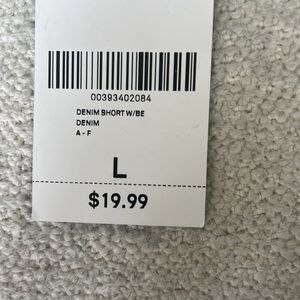 00393402084
DENIM SHORT W/BE
DENIM
A - F
L
$19.99